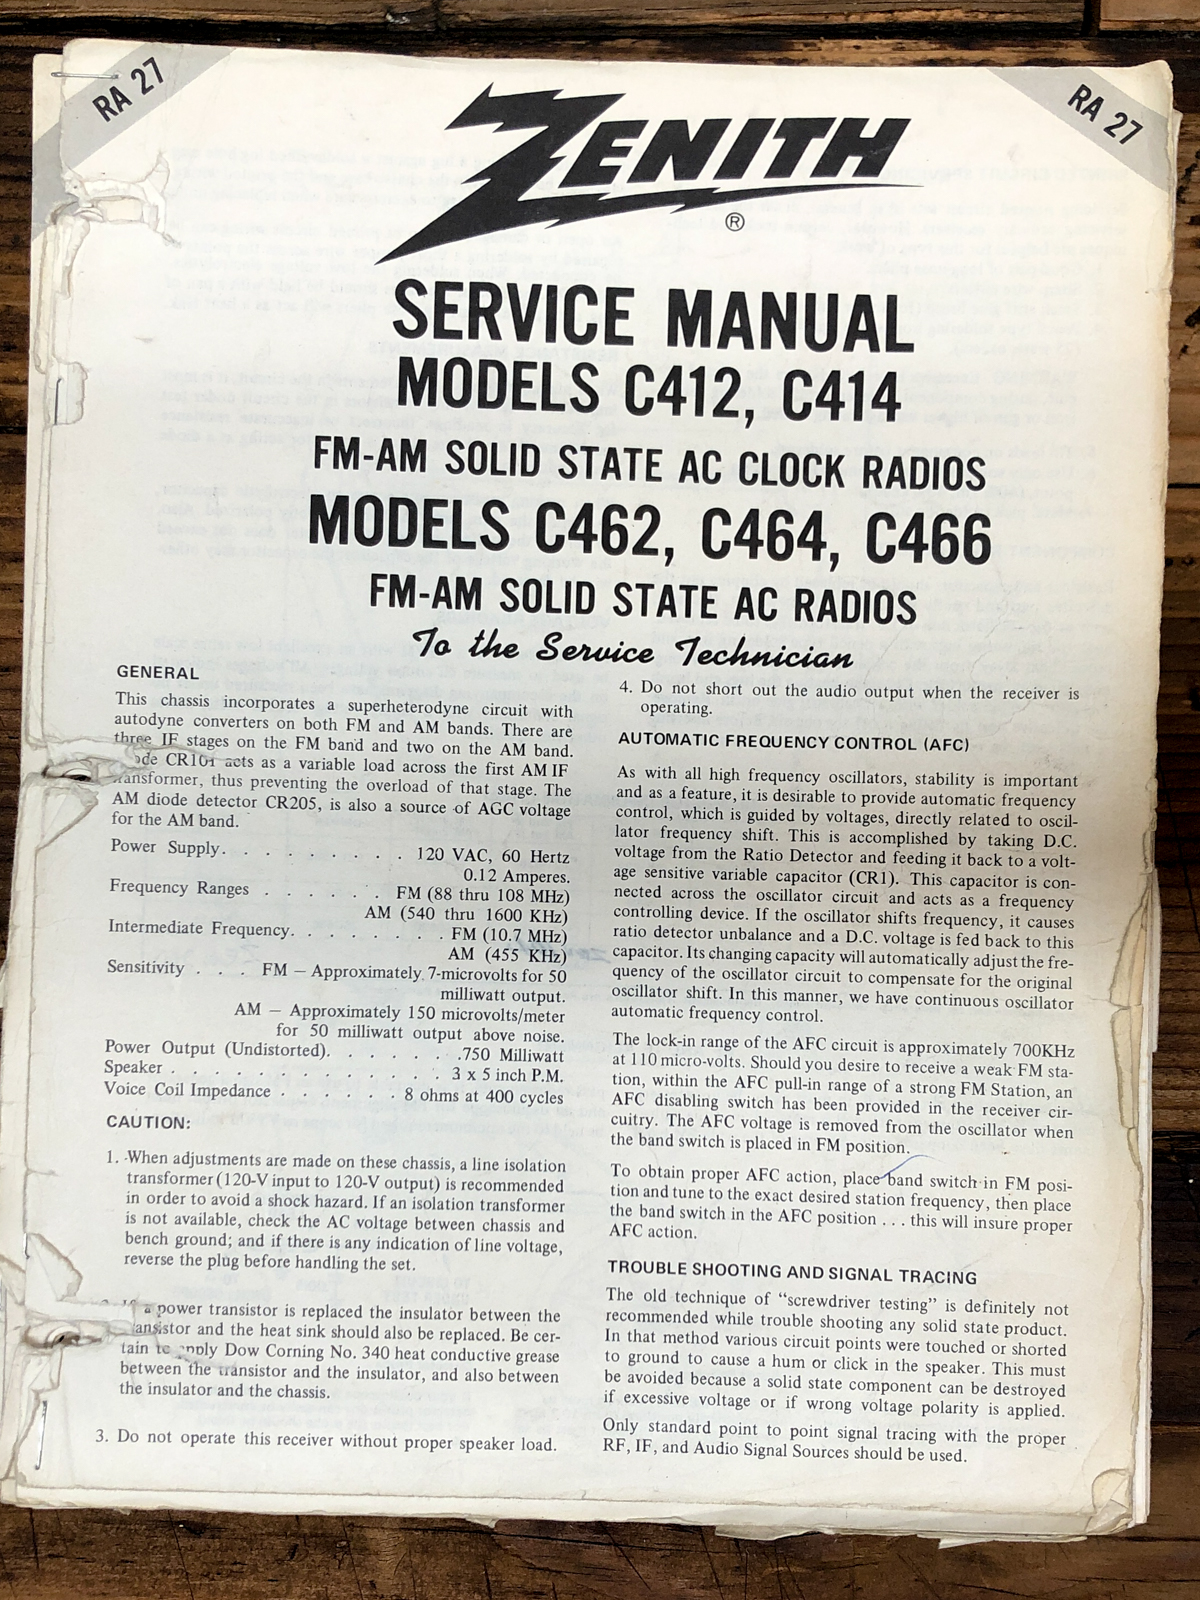 RA 27
RA 27
ZENITH
®
SERVICE MANUAL
MODELS C412, C414
FM-AM SOLID STATE AC CLOCK RADIOS
MODELS C462, C464, C466
FM-AM SOLID STATE AC RADIOS
To the Service Technician
GENERAL
This chassis incorporates a superheterodyne circuit with
autodyne converters on both FM and AM bands. There are
three IF stages on the FM band and two on the AM band.
ode CR101 acts as a variable load across the first AM IF
ansformer, thus preventing the overload of that stage. The
AM diode detector CR205, is also a source of AGC voltage
for the AM band.
Power Supply. . . . . . . . . . 120 VAC, 60 Hertz
0.12 Amperes.
Frequency Ranges . . . . . . FM (88 thru 108 MHz)
AM (540 thru 1600 KHz)
Intermediate Frequency. . . . . . . . FM (10.7 MHz)
AM (455 KHz)
Sensitivity . . . FM — Approximately 7-microvolts for 50
milliwatt output.
AM — Approximately 150 microvolts/meter
for 50 milliwatt output above noise.
Power Output (Undistorted). . . . . . .750 Milliwatt
Speaker . . . . . . . . . . . . . 3 x 5 inch P.M.
Voice Coil Impedance . . . . . . 8 ohms at 400 cycles
CAUTION:
1. When adjustments are made on these chassis, a line isolation
transformer (120-V input to 120-V output) is recommended
in order to avoid a shock hazard. If an isolation transformer
is not available, check the AC voltage between chassis and
bench ground; and if there is any indication of line voltage,
reverse the plug before handling the set.
If a power transistor is replaced the insulator between the
ansistor and the heat sink should also be replaced. Be cer-
tain to apply Dow Corning No. 340 heat conductive grease
between the transistor and the insulator, and also between
the insulator and the chassis.
3. Do not operate this receiver without proper speaker load.
4. Do not short out the audio output when the receiver is
operating.
AUTOMATIC FREQUENCY CONTROL (AFC)
As with all high frequency oscillators, stability is important
and as a feature, it is desirable to provide automatic frequency
control, which is guided by voltages, directly related to oscil-
lator frequency shift. This is accomplished by taking D.C.
voltage from the Ratio Detector and feeding it back to a volt-
age sensitive variable capacitor (CR1). This capacitor is con-
nected across the oscillator circuit and acts as a frequency
controlling device. If the oscillator shifts frequency, it causes
ratio detector unbalance and a D.C. voltage is fed back to this
capacitor. Its changing capacity will automatically adjust the fre-
quency of the oscillator circuit to compensate for the original
oscillator shift. In this manner, we have continuous oscillator
automatic frequency control.
The lock-in range of the AFC circuit is approximately 700KHz
at 110 micro-volts. Should you desire to receive a weak FM sta-
tion, within the AFC pull-in range of a strong FM Station, an
AFC disabling switch has been provided in the receiver cir-
cuitry. The AFC voltage is removed from the oscillator when
the band switch is placed in FM position.
To obtain proper AFC action, place band switch in FM posi-
tion and tune to the exact desired station frequency, then place
the band switch in the AFC position . . . this will insure proper
AFC action.
TROUBLE SHOOTING AND SIGNAL TRACING
The old technique of “screwdriver testing” is definitely not
recommended while trouble shooting any solid state product.
In that method various circuit points were touched or shorted
to ground to cause a hum or click in the speaker. This must
be avoided because a solid state component can be destroyed
if excessive voltage or if wrong voltage polarity is applied.
Only standard point to point signal tracing with the proper
RF, IF, and Audio Signal Sources should be used.